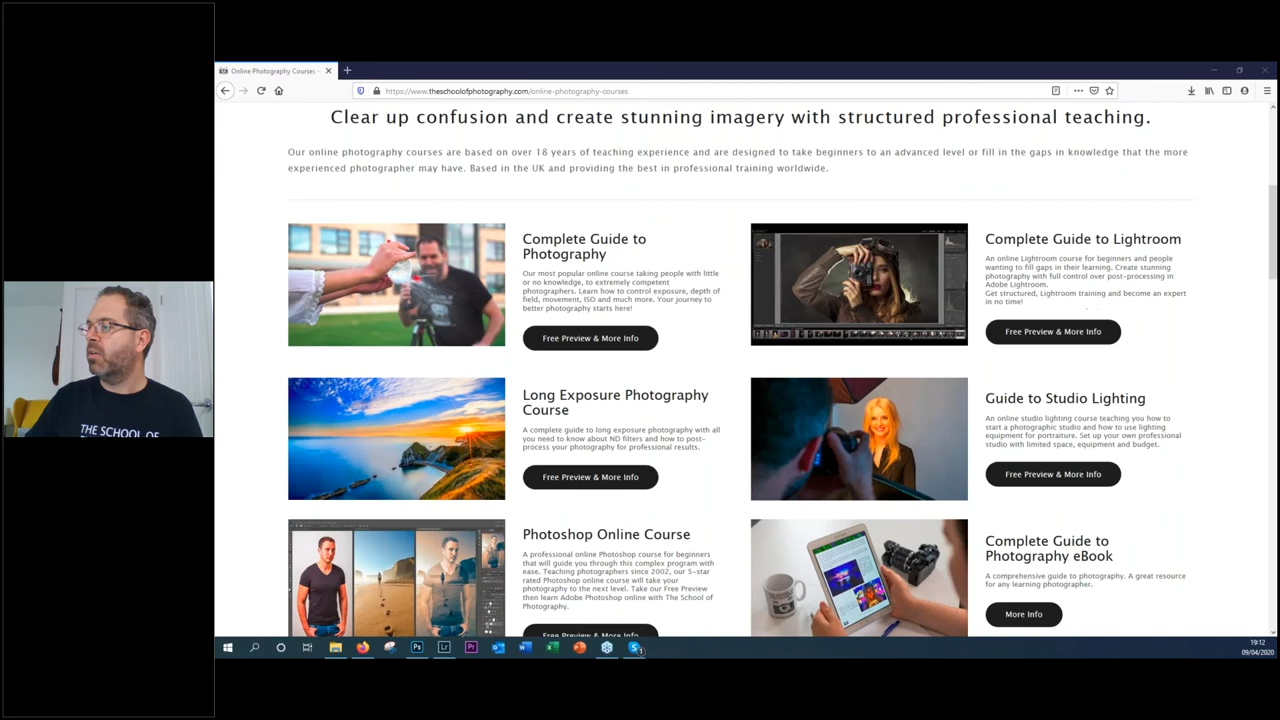 Online Photography Courses -
https://www.theschoolofphotography.com/online-photography-courses
Clear up confusion and create stunning imagery with structured professional teaching.
Our online photography courses are based on over 18 years of teaching experience and are designed to take beginners to an advanced level or fill in the gaps in knowledge that the more
experienced photographer may have. Based in the UK and providing the best in professional training worldwide.
Complete Guide to
Photography
Our most popular online course taking people with little
or no knowledge, to extremely competent
photographers. Learn how to control exposure, depth of
field, movement, ISO and much more. Your journey to
better photography starts here!
Free Preview & More Info
Complete Guide to Lightroom
An online Lightroom course for beginners and people
wanting to fill gaps in their learning. Create stunning
photography with full control over post-processing in
Adobe Lightroom.
Get structured, Lightroom training and become an expert
in no time!
Free Preview & More Info
THE SCHOOL OF
Long Exposure Photography
Course
A complete guide to long exposure photography with all
you need to know about ND filters and how to post-
process your photography for professional results.
Free Preview & More Info
Guide to Studio Lighting
An online studio lighting course teaching you how to
start a photographic studio and how to use lighting
equipment for portraiture. Set up your own professional
studio with limited space, equipment and budget.
Free Preview & More Info
Photoshop Online Course
A professional online Photoshop course for beginners
that will guide you through this complex program with
ease. Teaching photographers since 2002, our 5-star
rated Photoshop online course will take your
photography to the next level. Take our Free Preview
then learn Adobe Photoshop online with The School of
Photography.
Free Preview & More Info
Complete Guide to
Photography eBook
A comprehensive guide to photography. A great resource
for any learning photographer.
More Info
Ps
Lr
Pr
19:12
09/04/2020